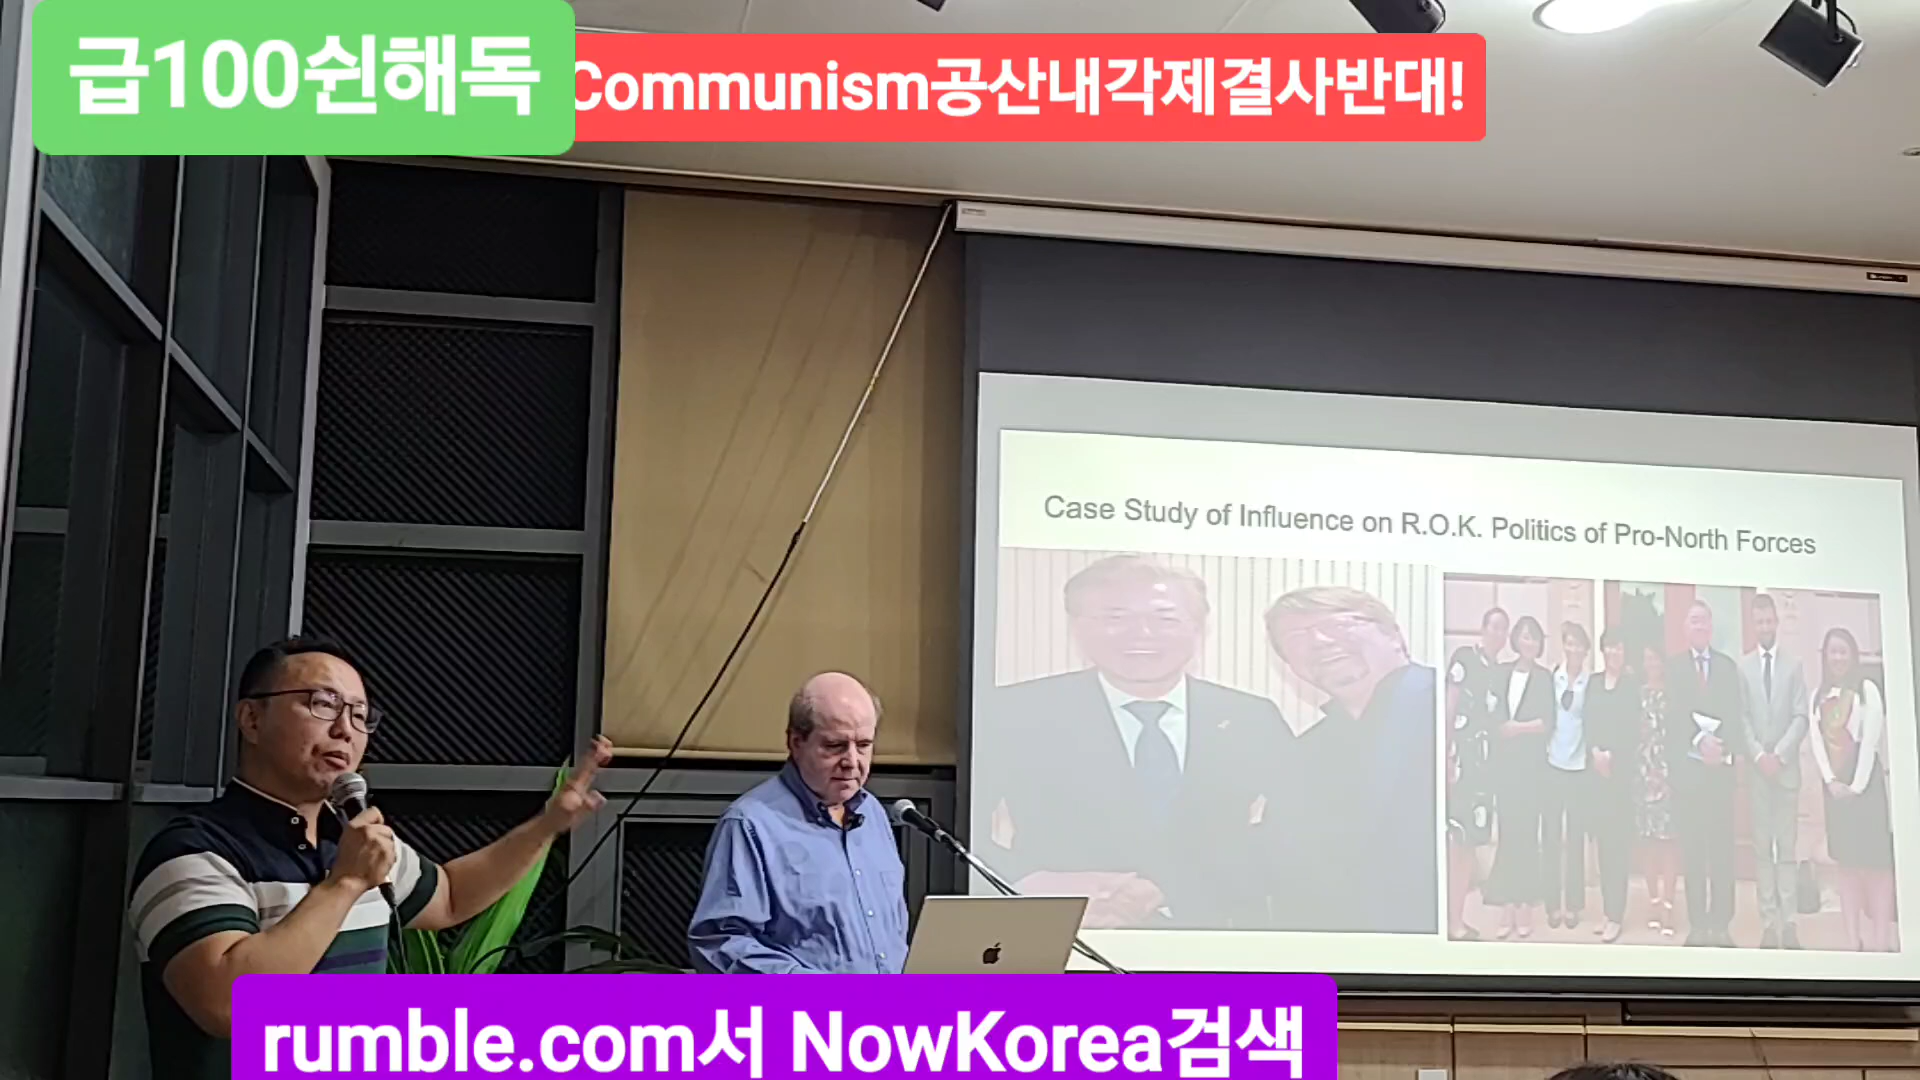 급100쉰해독
Communism공산내각제결사반대!
Case Study of Influence on R.O.K. Politics of Pro-North Forces
rumble.com서 NowKorea검색